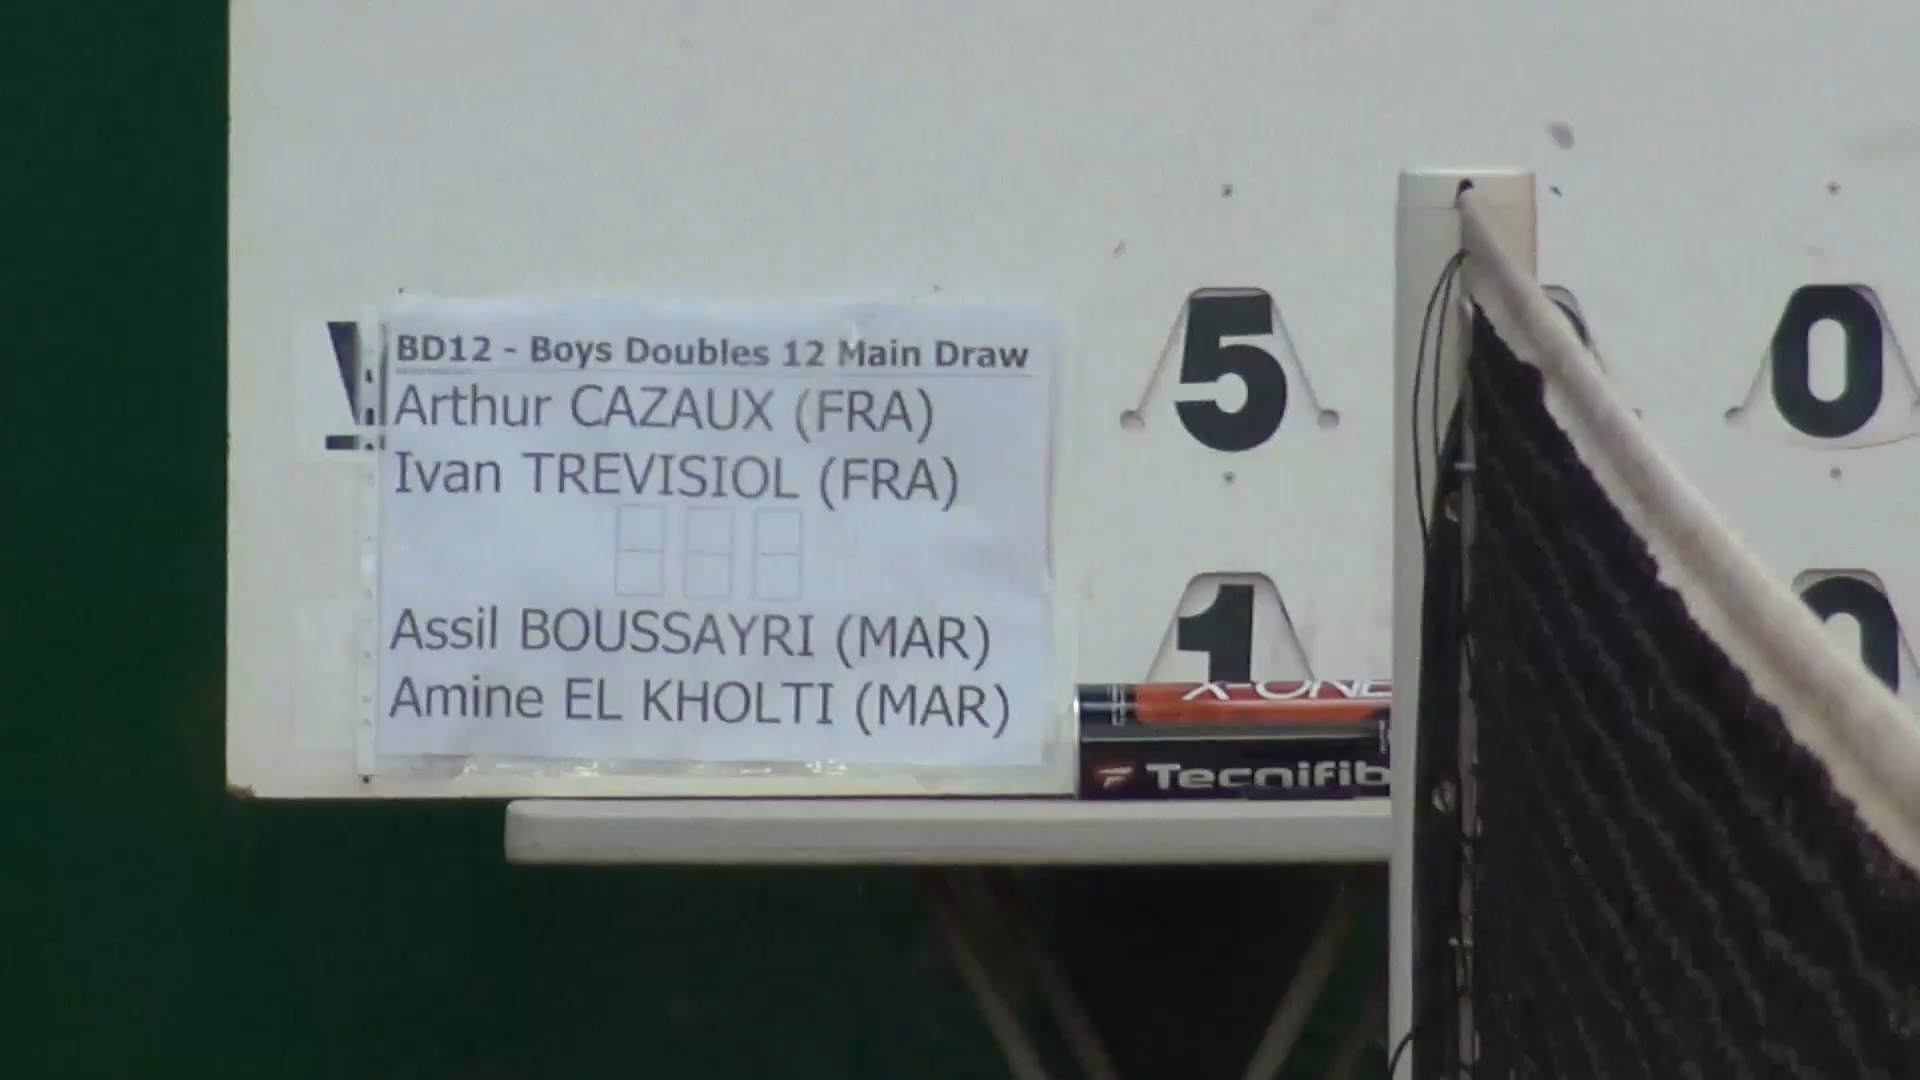 BD12 - Boys Doubles 12 Main Draw
Arthur CAZAUX (FRA)
Ivan TREVISIOL (FRA)
5
0
Assil BOUSSAYRI (MAR)
Amine EL KHOLTI (MAR)
1
X-ONE
Tecnifib